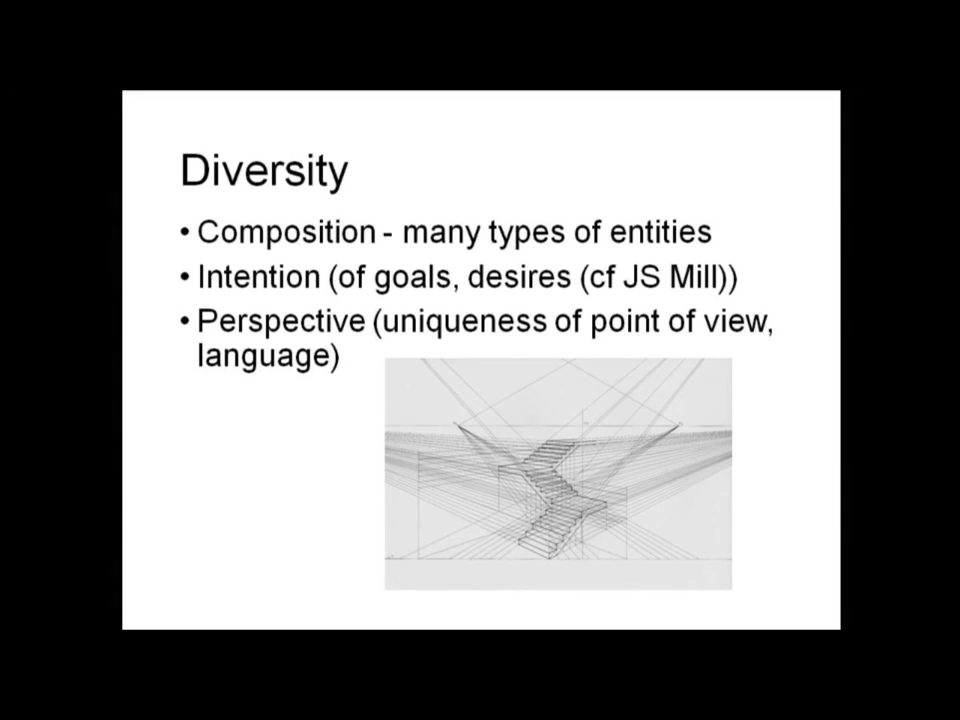 Diversity
• Composition - many types of entities
• Intention (of goals, desires (cf JS Mill))
• Perspective (uniqueness of point of view,
language)